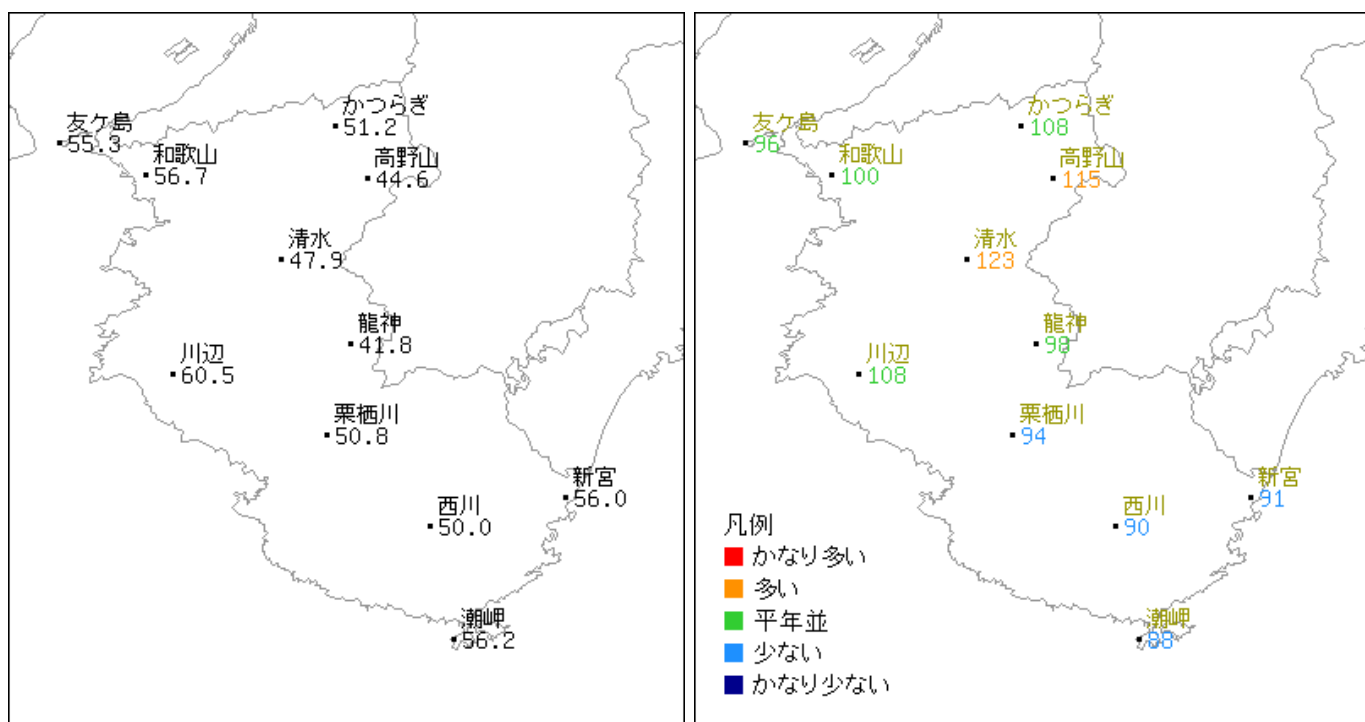 かつらぎ
51.2
友ケ島
55.3
和歌山
56.7
高野山
44.6
清水
47.9
龍神
41.8
川辺
60.5
栗栖川
50.8
新宮
56.0
西川
50.0
潮岬
56.2
かつらぎ
108
友ケ島
96
和歌山
100
高野山
115
清水
123
龍神
98
川辺
108
栗栖川
94
新宮
91
西川
90
潮岬
88
凡例
かなり多い
多い
平年並
少ない
かなり少ない